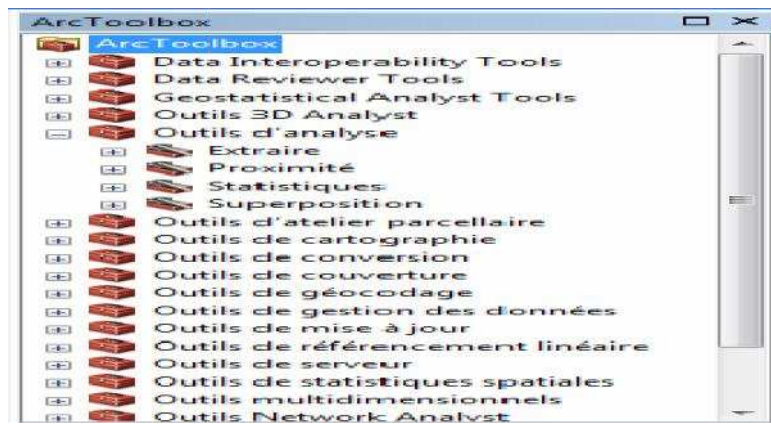 ArcToolbox
ArcToolbox
Data Interoperability Tools
Data Reviewer Tools
Geostatistical Analyst Tools
Outils 3D Analyst
Outils d'analyse
Extraire
Proximité
Statistiques
Superposition
Outils d'atelier parcellaire
Outils de cartographie
Outils de conversion
Outils de couverture
Outils de géocodage
Outils de gestion des données
Outils de mise à jour
Outils de référencement linéaire
Outils de serveur
Outils de statistiques spatiales
Outils multidimensionnels
Outils Network Analyst